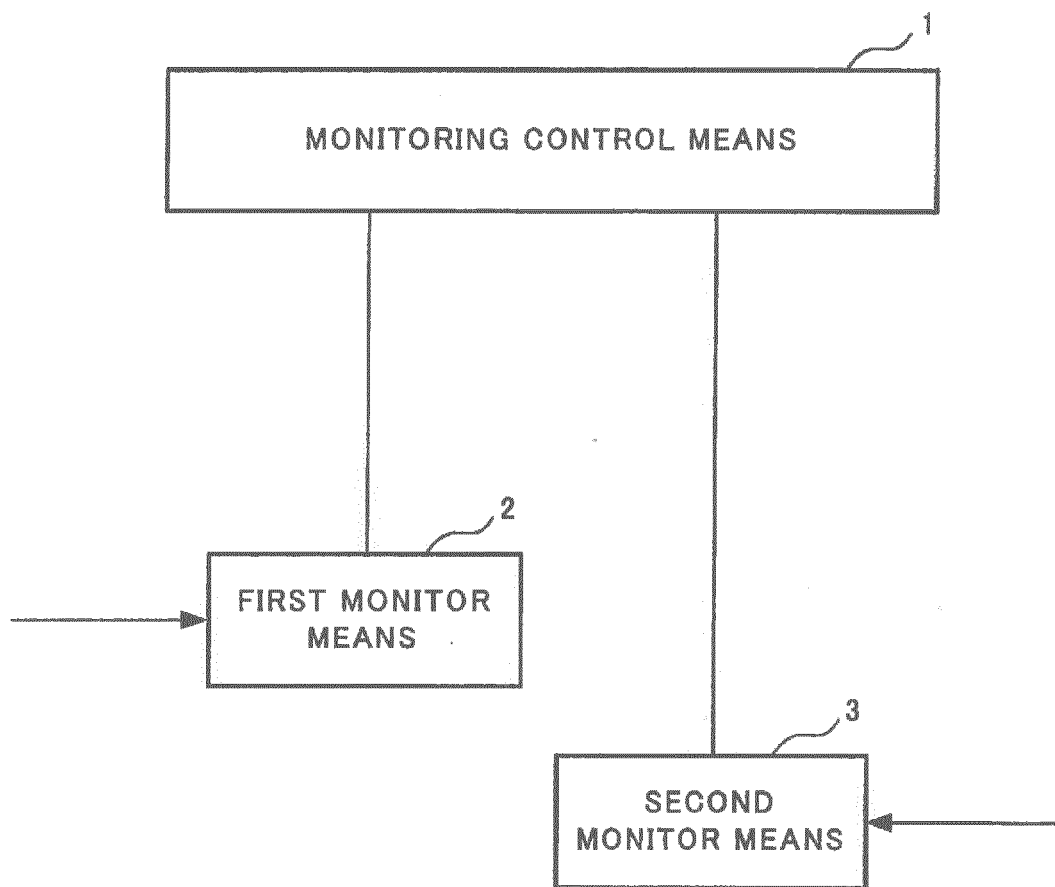 1
MONITORING CONTROL MEANS
2
FIRST MONITOR
MEANS
3
SECOND
MONITOR MEANS